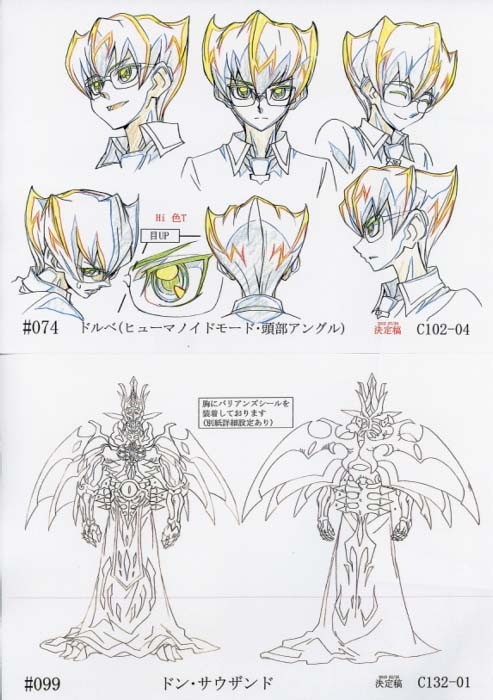 Hi 色T
目UP
#074 ドルベ(ヒューマノイドモード・頭部アングル) 決定稿 C102-04
胸にバリアンズシールを
装着しております
(別紙詳細設定あり)
#099 ドン・サウザンド 決定稿 C132-01